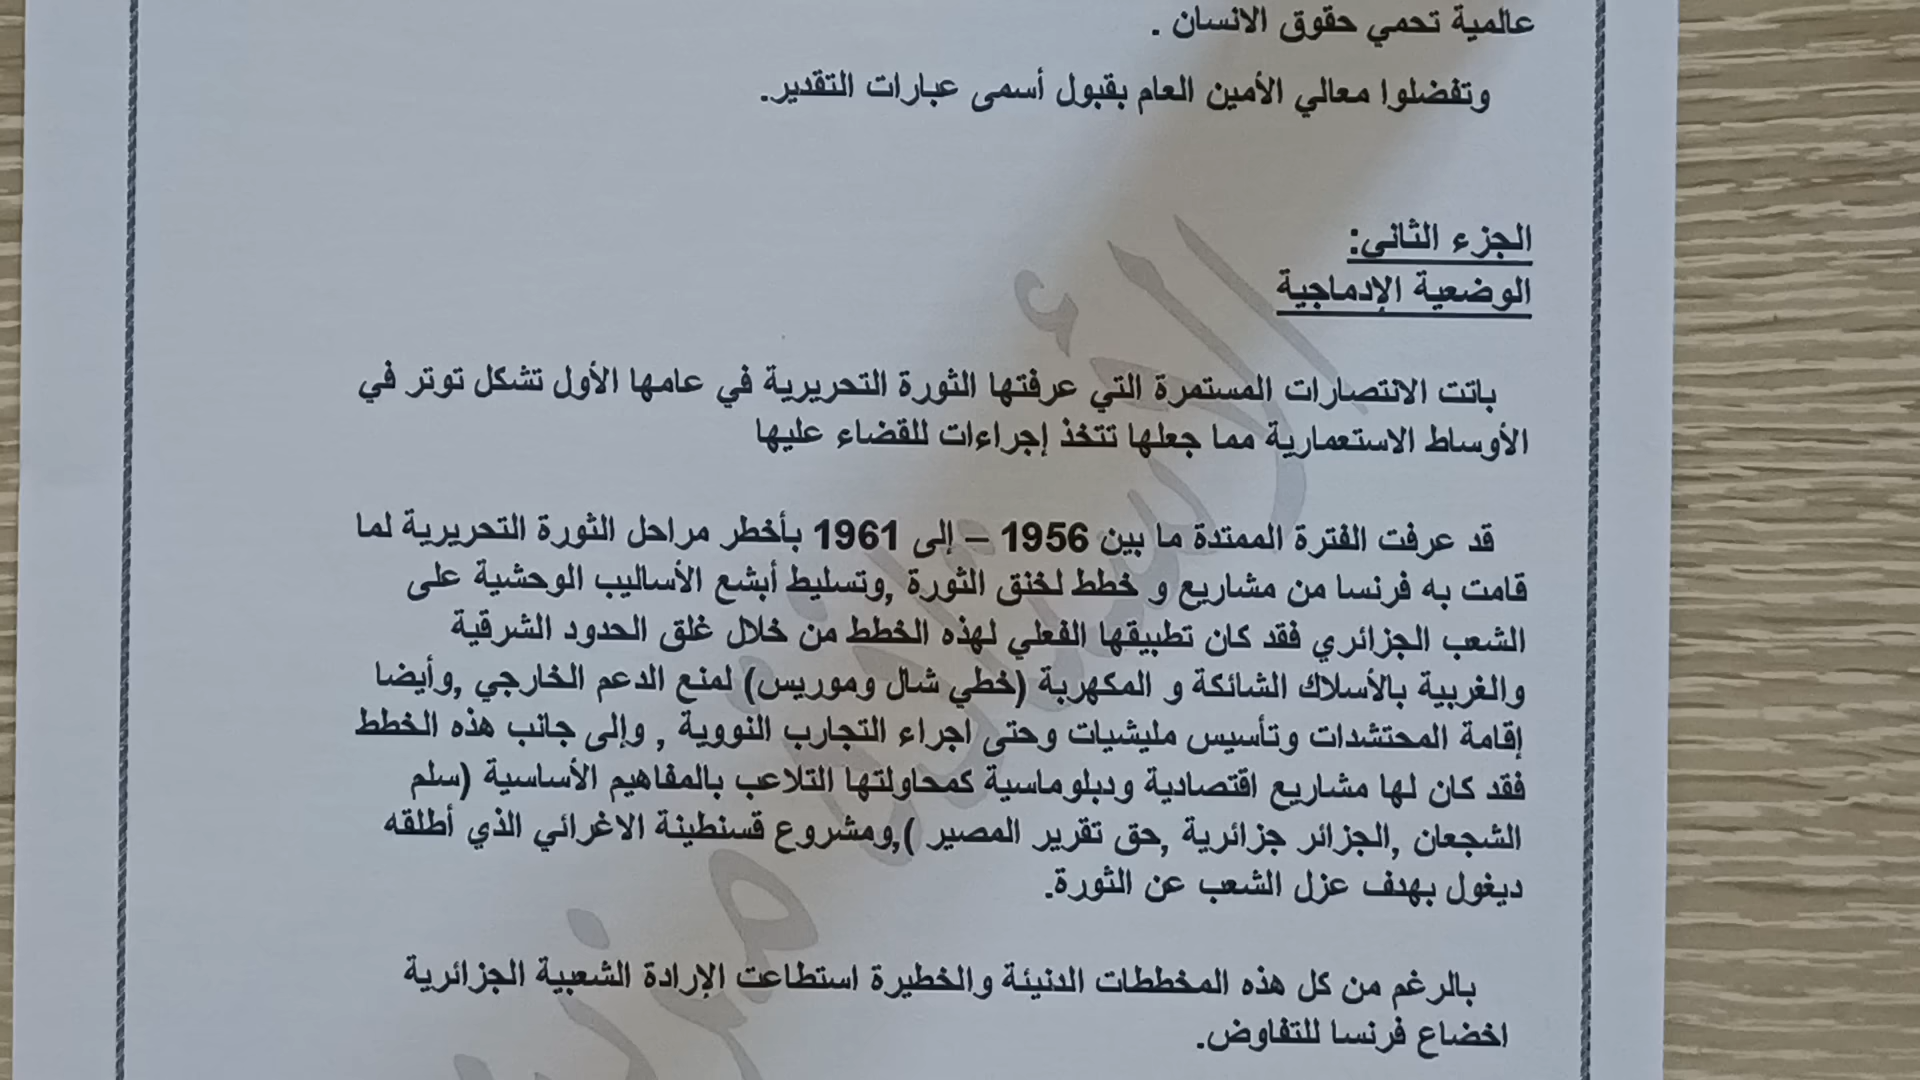 عالمية تحمي حقوق الانسان .
وتفضلوا معالي الأمين العام بقبول أسمى عبارات التقدير.
الجزء الثاني:
الوضعية الإدماجية
باتت الانتصارات المستمرة التي عرفتها الثورة التحريرية في عامها الأول تشكل توتر في
الأوساط الاستعمارية مما جعلها تتخذ إجراءات للقضاء عليها
قد عرفت الفترة الممتدة ما بين 1956 – إلى 1961 بأخطر مراحل الثورة التحريرية لما
قامت به فرنسا من مشاريع و خطط لخنق الثورة ,وتسليط أبشع الأساليب الوحشية على
الشعب الجزائري فقد كان تطبيقها الفعلي لهذه الخطط من خلال غلق الحدود الشرقية
والغربية بالأسلاك الشائكة و المكهربة (خطي شال وموريس) لمنع الدعم الخارجي ,وأيضا
إقامة المحتشدات وتأسيس مليشيات وحتى اجراء التجارب النووية , وإلى جانب هذه الخطط
فقد كان لها مشاريع اقتصادية ودبلوماسية كمحاولتها التلاعب بالمفاهيم الأساسية (سلم
الشجعان ,الجزائر جزائرية ,حق تقرير المصير ),ومشروع قسنطينة الاغرائي الذي أطلقه
ديغول بهدف عزل الشعب عن الثورة.
بالرغم من كل هذه المخططات الدنيئة والخطيرة استطاعت الإرادة الشعبية الجزائرية
اخضاع فرنسا للتفاوض.